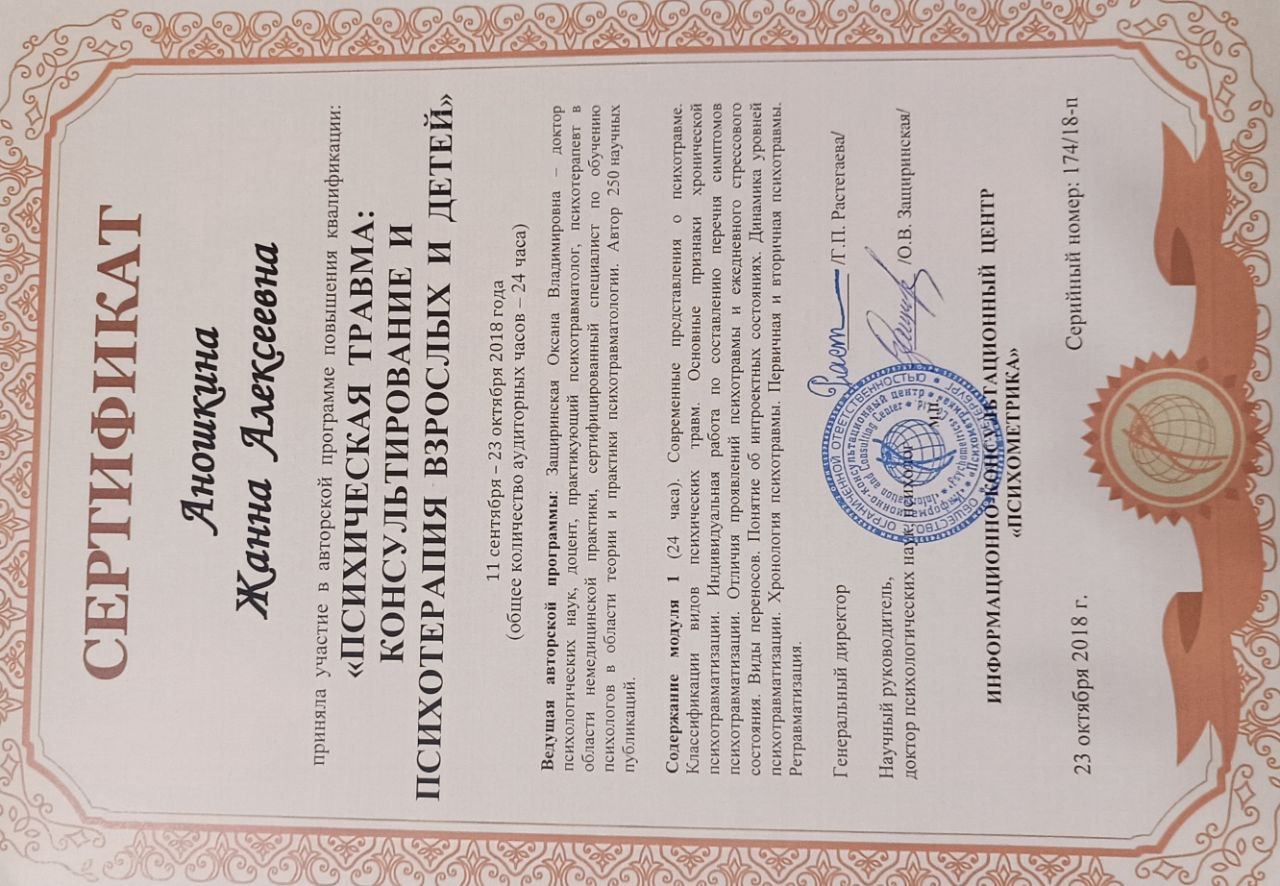 СЕРТИФИКАТ
Аношкина
Жанна Алексеевна
приняла участие в авторской программе повышения квалификации:
«ПСИХИЧЕСКАЯ ТРАВМА:
КОНСУЛЬТИРОВАНИЕ И
ПСИХОТЕРАПИЯ ВЗРОСЛЫХ И ДЕТЕЙ»
11 сентября – 23 октября 2018 года
(общее количество аудиторных часов – 24 часа)
Ведущая авторской программы: Защиринская Оксана Владимировна – доктор
психологических наук, доцент, практикующий психотравматолог, психотерапевт в
области немедицинской практики, сертифицированный специалист по обучению
психологов в области теории и практики психотравматологии. Автор 250 научных
публикаций.
Содержание модуля 1 (24 часа). Современные представления о психотравме.
Классификации видов психических травм. Основные признаки хронической
психотравматизации. Индивидуальная работа по составлению перечня симптомов
психотравматизации. Отличия проявлений психотравмы и ежедневного стрессового
состояния. Виды переносов. Понятие об интроектных состояниях. Динамика уровней
психотравматизации. Хронология психотравмы. Первичная и вторичная психотравмы.
Ретравматизация.
Генеральный директор /Г.П. Растегаева/
Научный руководитель,
доктор психологических наук, психолог /О.В. Защиринская/
М.П.
ИНФОРМАЦИОННО-КОНСУЛЬТАЦИОННЫЙ ЦЕНТР
«ПСИХОМЕТРИКА»
23 октября 2018 г. Серийный номер: 174/18-п